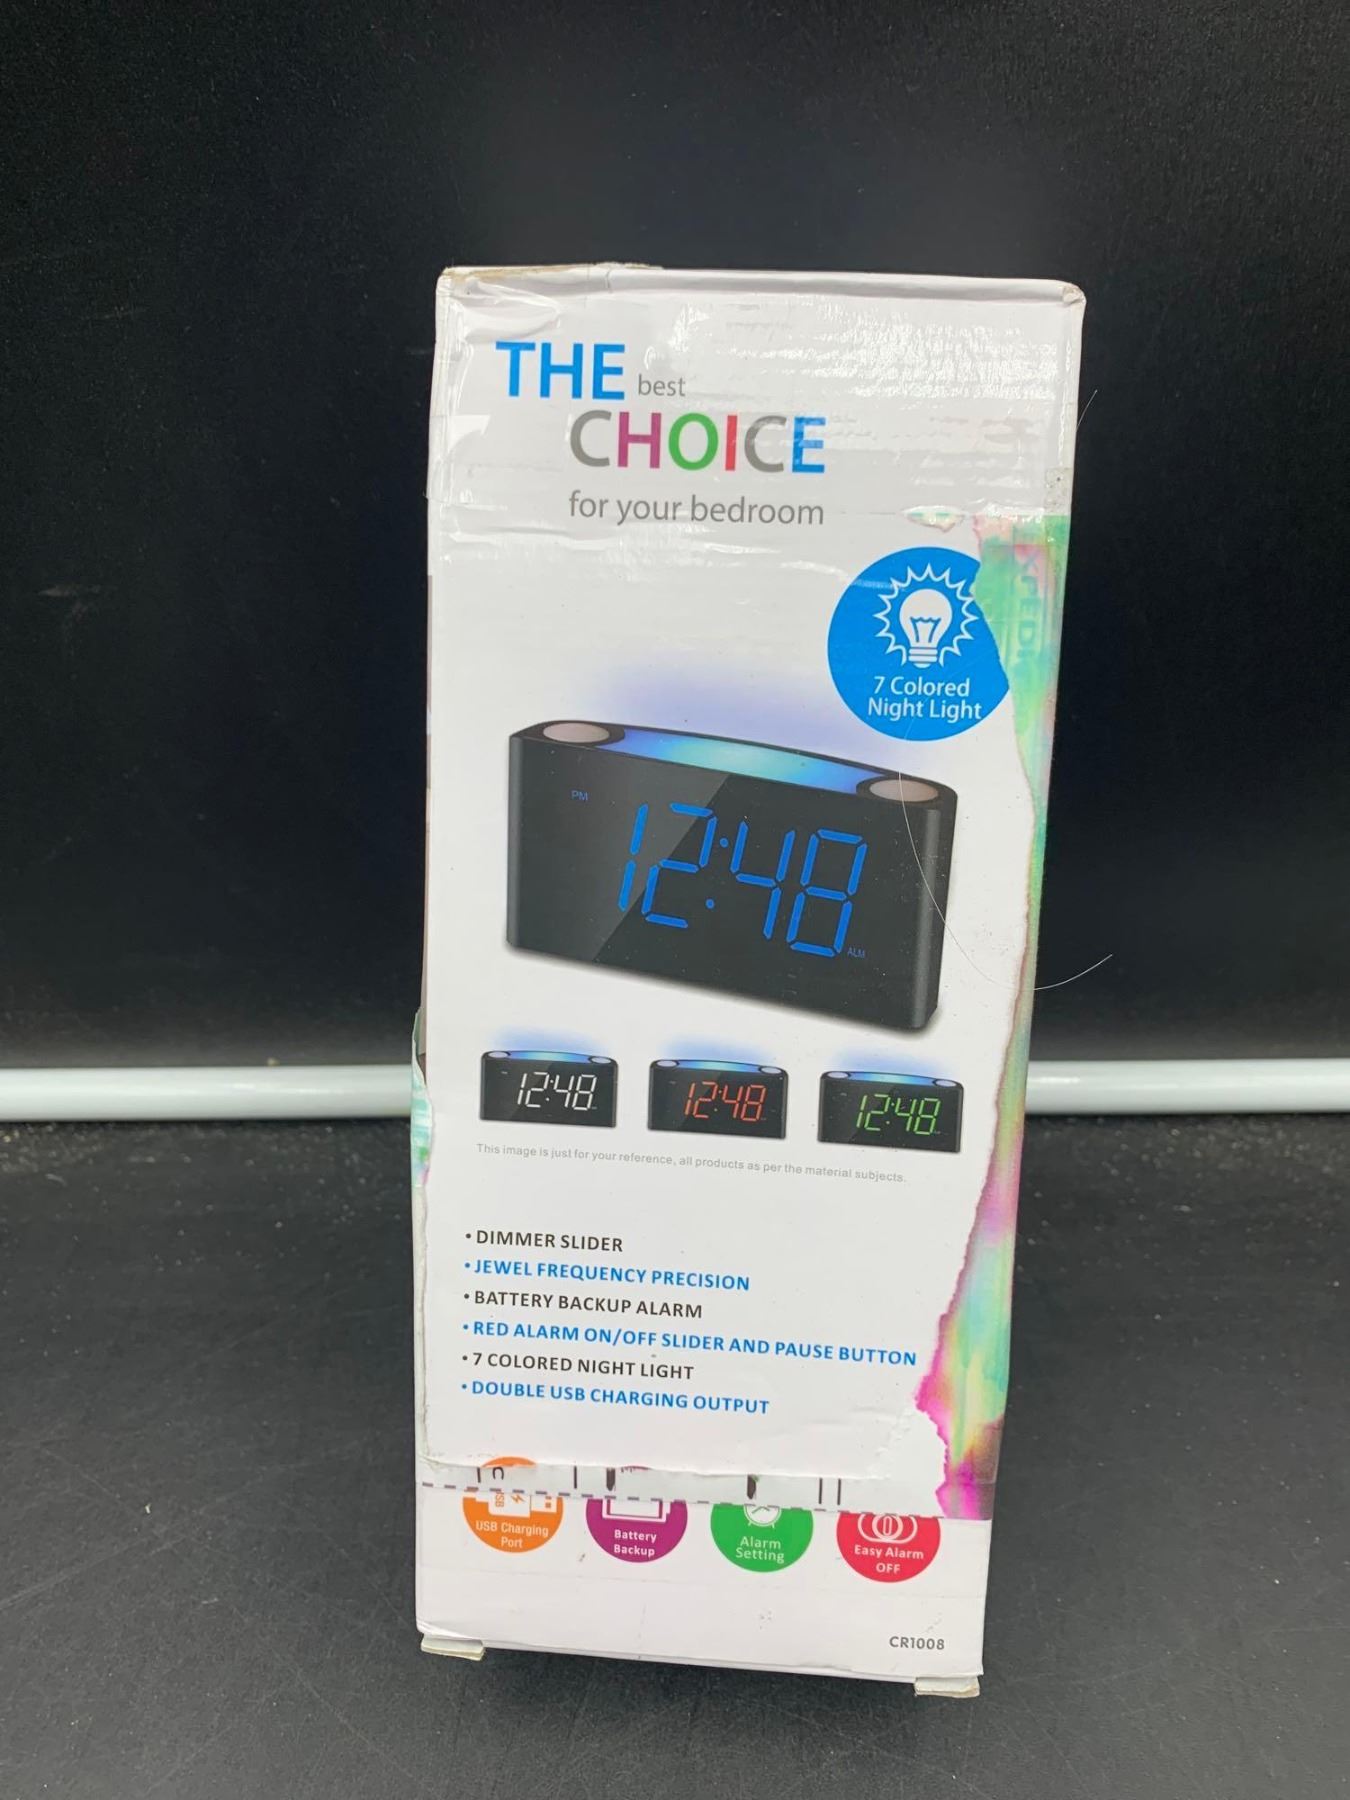 THE best
CHOICE
for your bedroom
7 Colored
Night Light
PM
12:48
ALM
12:48 12:48 12:48
This image is just for your reference, all products as per the material subjects.
• DIMMER SLIDER
• JEWEL FREQUENCY PRECISION
• BATTERY BACKUP ALARM
• RED ALARM ON/OFF SLIDER AND PAUSE BUTTON
• 7 COLORED NIGHT LIGHT
• DOUBLE USB CHARGING OUTPUT
USB
USB Charging
Port
Battery
Backup
Alarm
Setting
Easy Alarm
OFF
CR1008